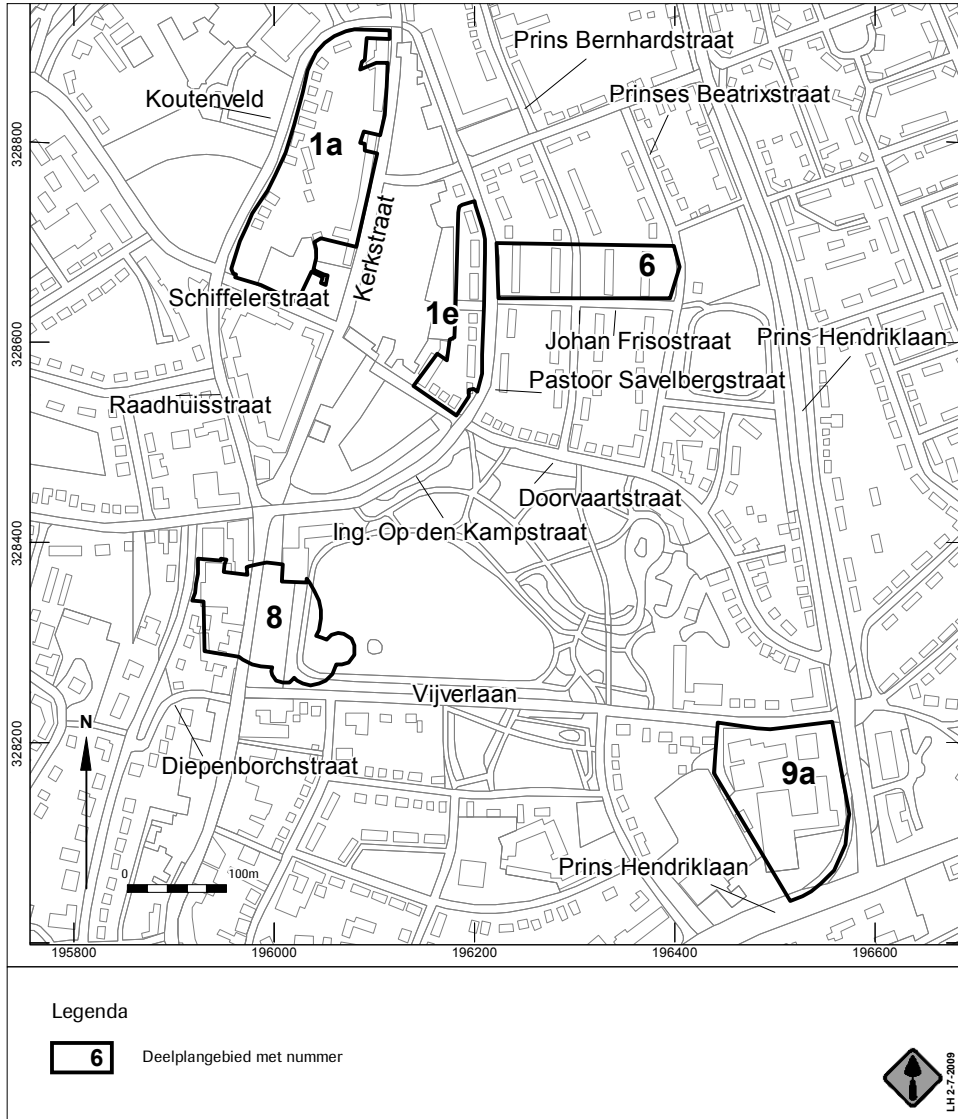 Prins Bernhardstraat
Koutenveld
Prinses Beatrixstraat
328800
1a
Kerkstraat
6
Schiffelerstraat
1e
328600
Johan Frisostraat
Prins Hendriklaan
Pastoor Savelbergstraat
Raadhuisstraat
Doorvaartstraat
Ing. Op den Kampstraat
328400
8
Vijverlaan
N
328200
Diepenborchstraat
9a
Prins Hendriklaan
0 100m
195800 196000 196200 196400 196600
Legenda
6 Deelplangebied met nummer
LH 2-7-2009